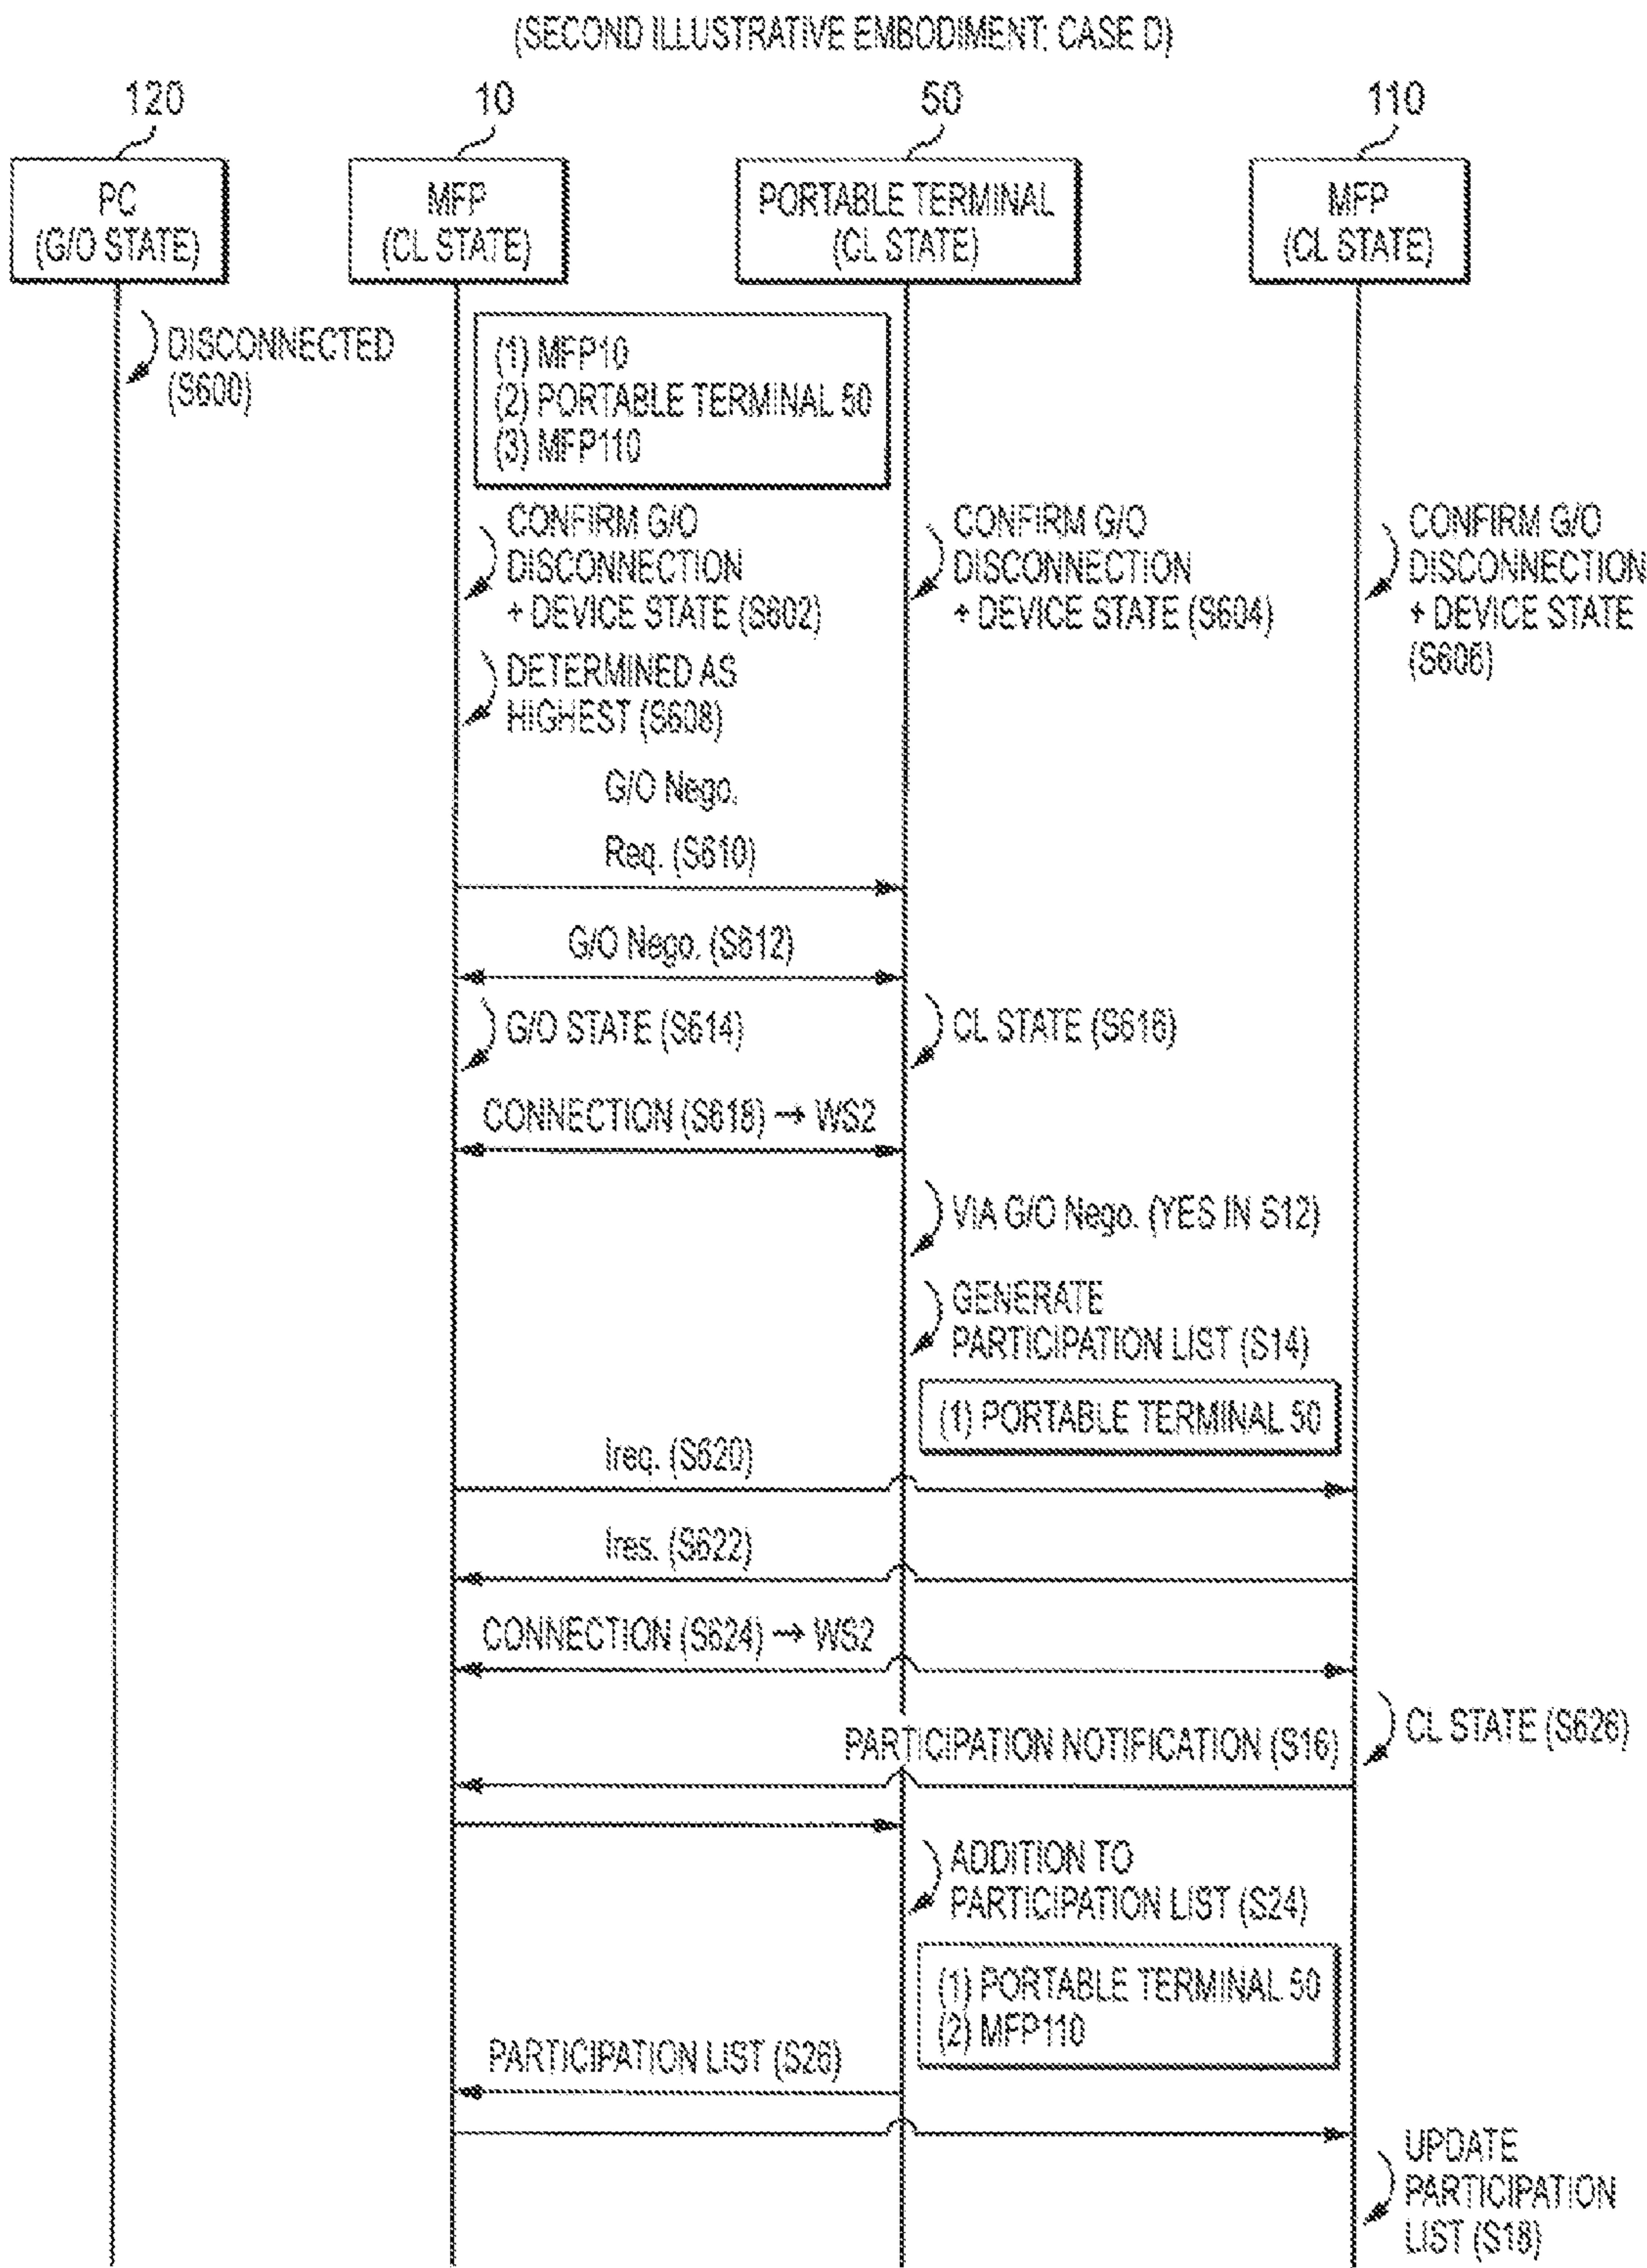 (SECOND ILLUSTRATIVE EMBODIMENT; CASE D)
120
10
50
110
PC
(G/O STATE)
MFP
(CL STATE)
PORTABLE TERMINAL
(CL STATE)
MFP
(CL STATE)
DISCONNECTED
(S600)
(1) MFP10
(2) PORTABLE TERMINAL 50
(3) MFP110
CONFIRM G/O
DISCONNECTION
+ DEVICE STATE (S602)
CONFIRM G/O
DISCONNECTION
+ DEVICE STATE (S604)
CONFIRM G/O
DISCONNECTION
+ DEVICE STATE
(S606)
DETERMINED AS
HIGHEST (S608)
G/O Nego.
Req. (S610)
G/O Nego. (S612)
G/O STATE (S614)
CL STATE (S616)
CONNECTION (S618) → WS2
VIA G/O Nego. (YES IN S12)
GENERATE
PARTICIPATION LIST (S14)
(1) PORTABLE TERMINAL 50
Ireq. (S620)
Ires. (S622)
CONNECTION (S624) → WS2
CL STATE (S626)
PARTICIPATION NOTIFICATION (S16)
ADDITION TO
PARTICIPATION LIST (S24)
(1) PORTABLE TERMINAL 50
(2) MFP110
PARTICIPATION LIST (S26)
UPDATE
PARTICIPATION
LIST (S18)